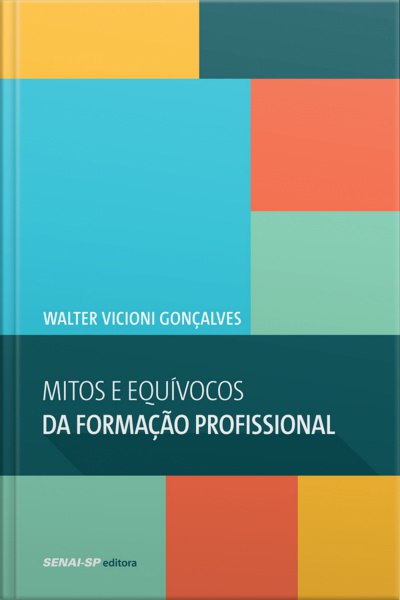 WALTER VICIONI GONÇALVES
MITOS E EQUÍVOCOS
DA FORMAÇÃO PROFISSIONAL
SENAI-SP editora